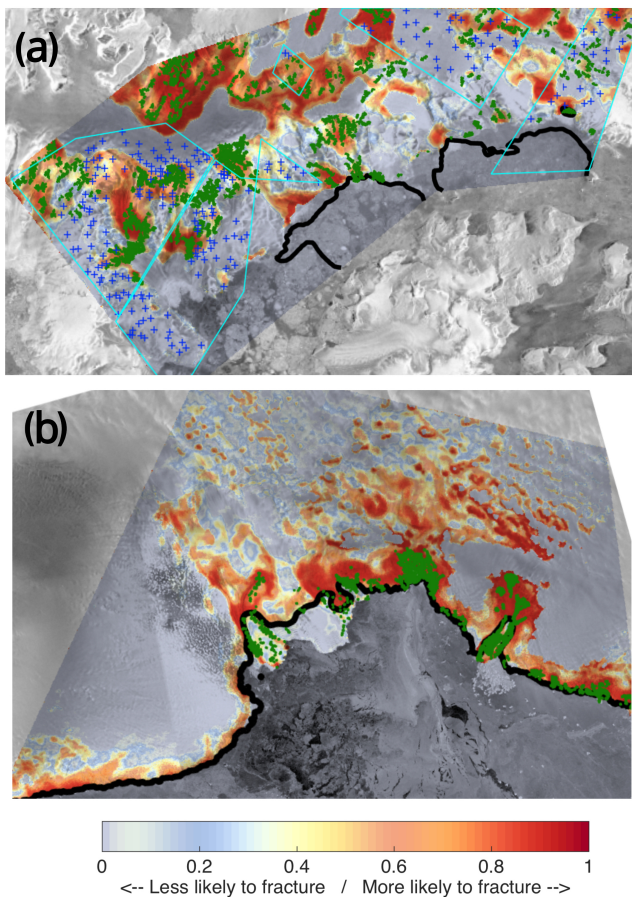 (a)
(b)
0 0.2 0.4 0.6 0.8 1
<-- Less likely to fracture / More likely to fracture -->